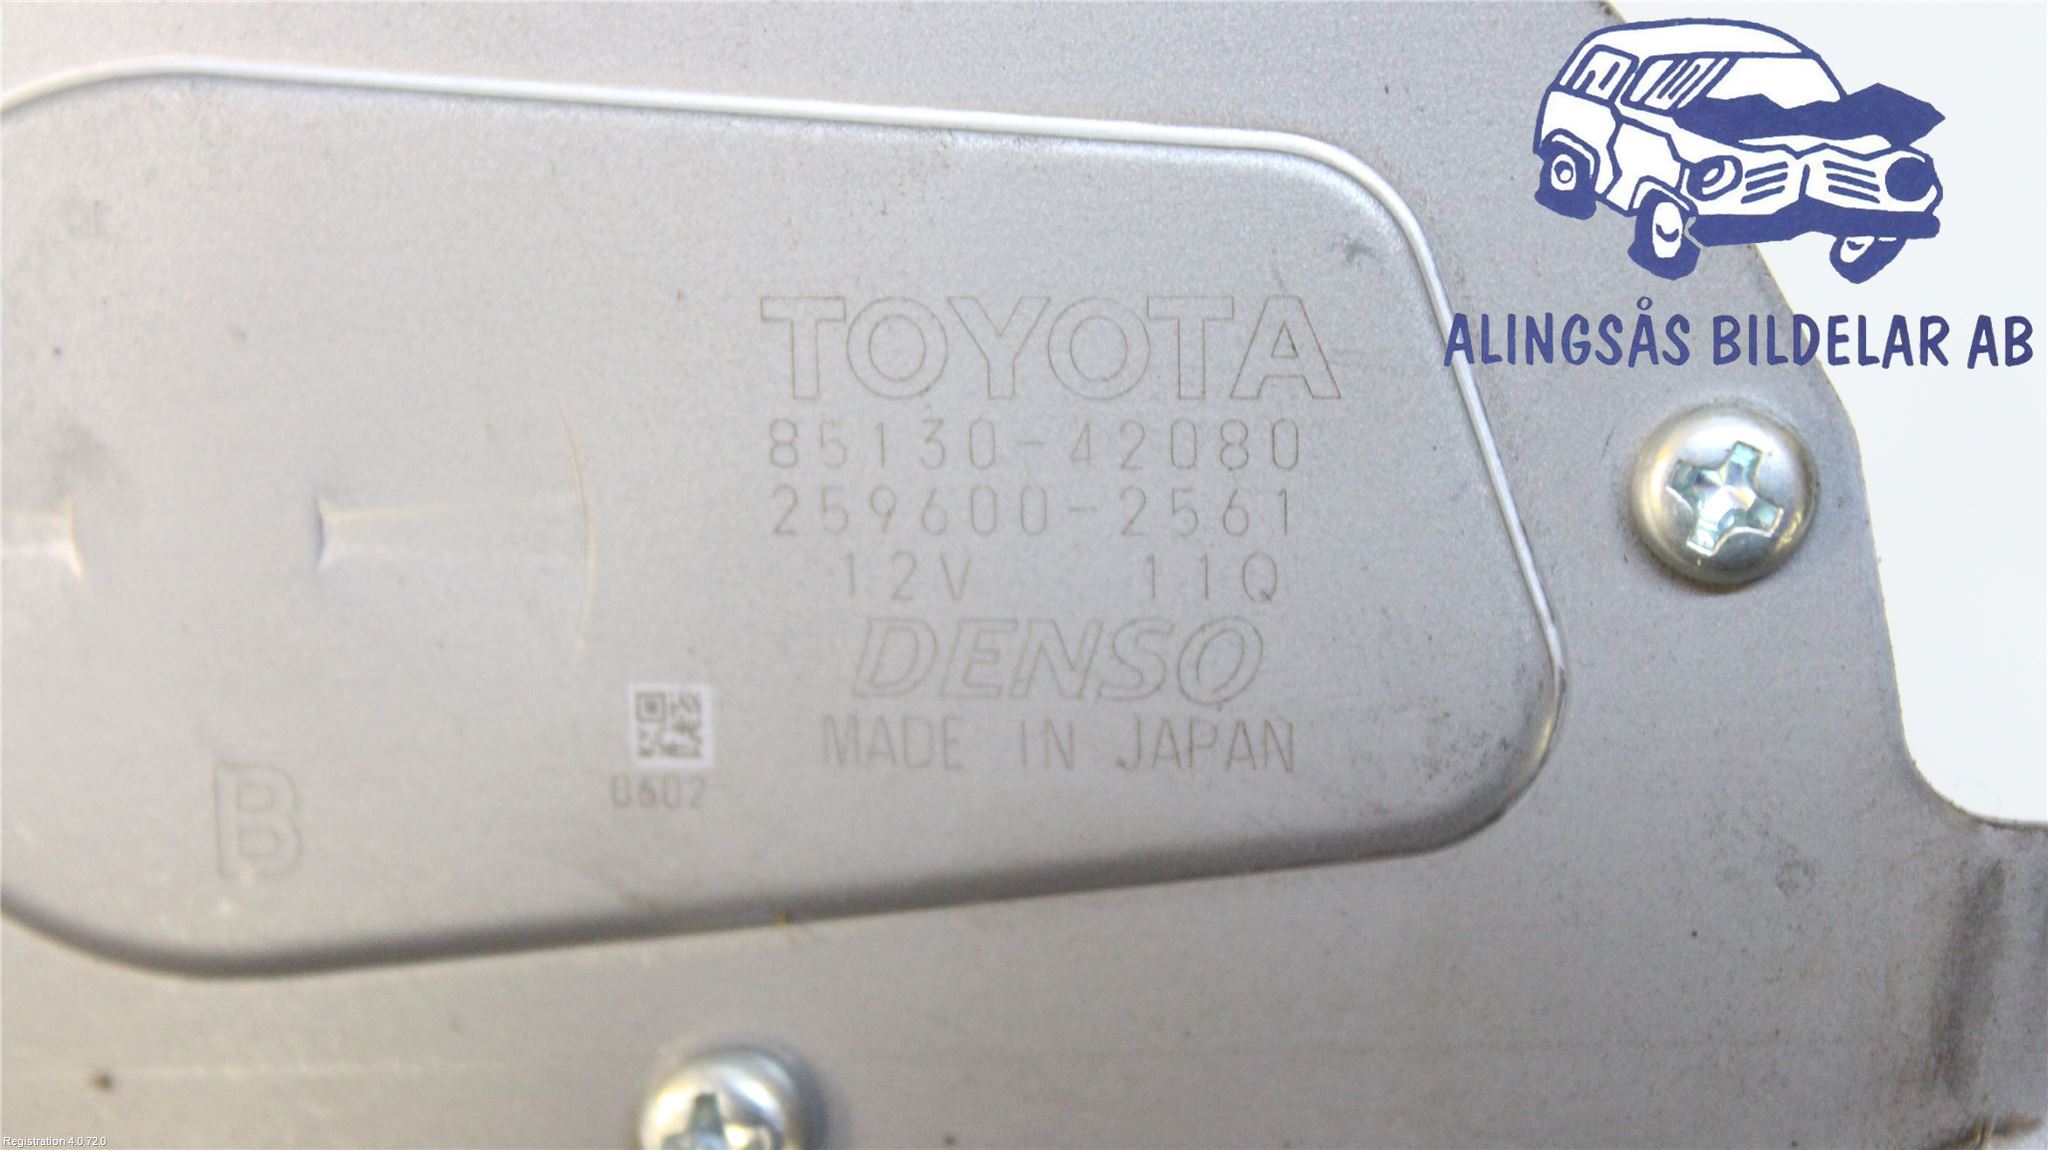 ALINGSÅS BILDELAR AB
TOYOTA
85130-42080
259600-2561
12V 11Q
DENSO
MADE IN JAPAN
0602
B
Registration 4.0.72.0